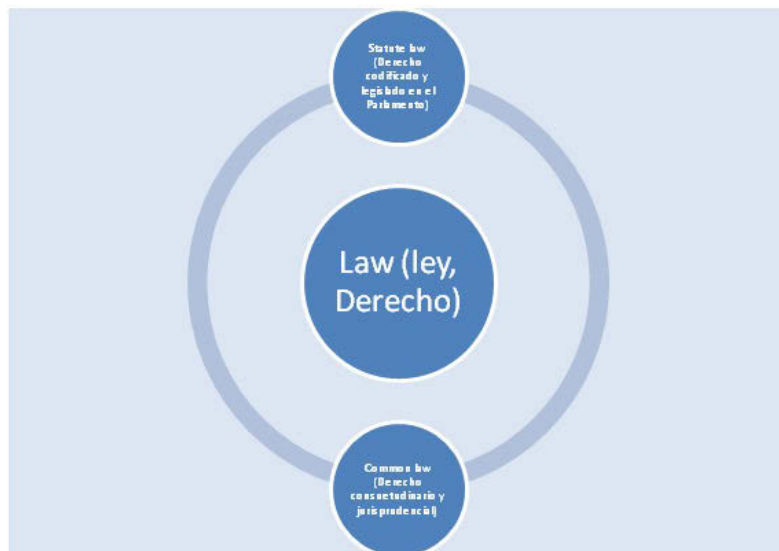 Statute law
(Derecho
codificado y
legislado en el
Parlamento)
Law (ley,
Derecho)
Common law
(Derecho
consuetudinario y
jurisprudencial)